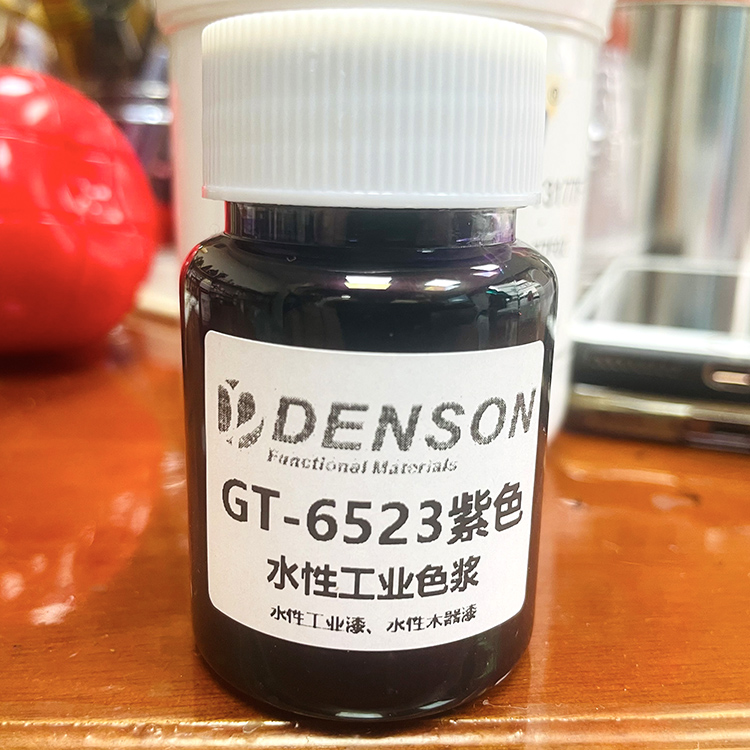 DENSON
Functional Materials
GT-6523紫色
水性工业色浆
水性工业漆、水性木器漆